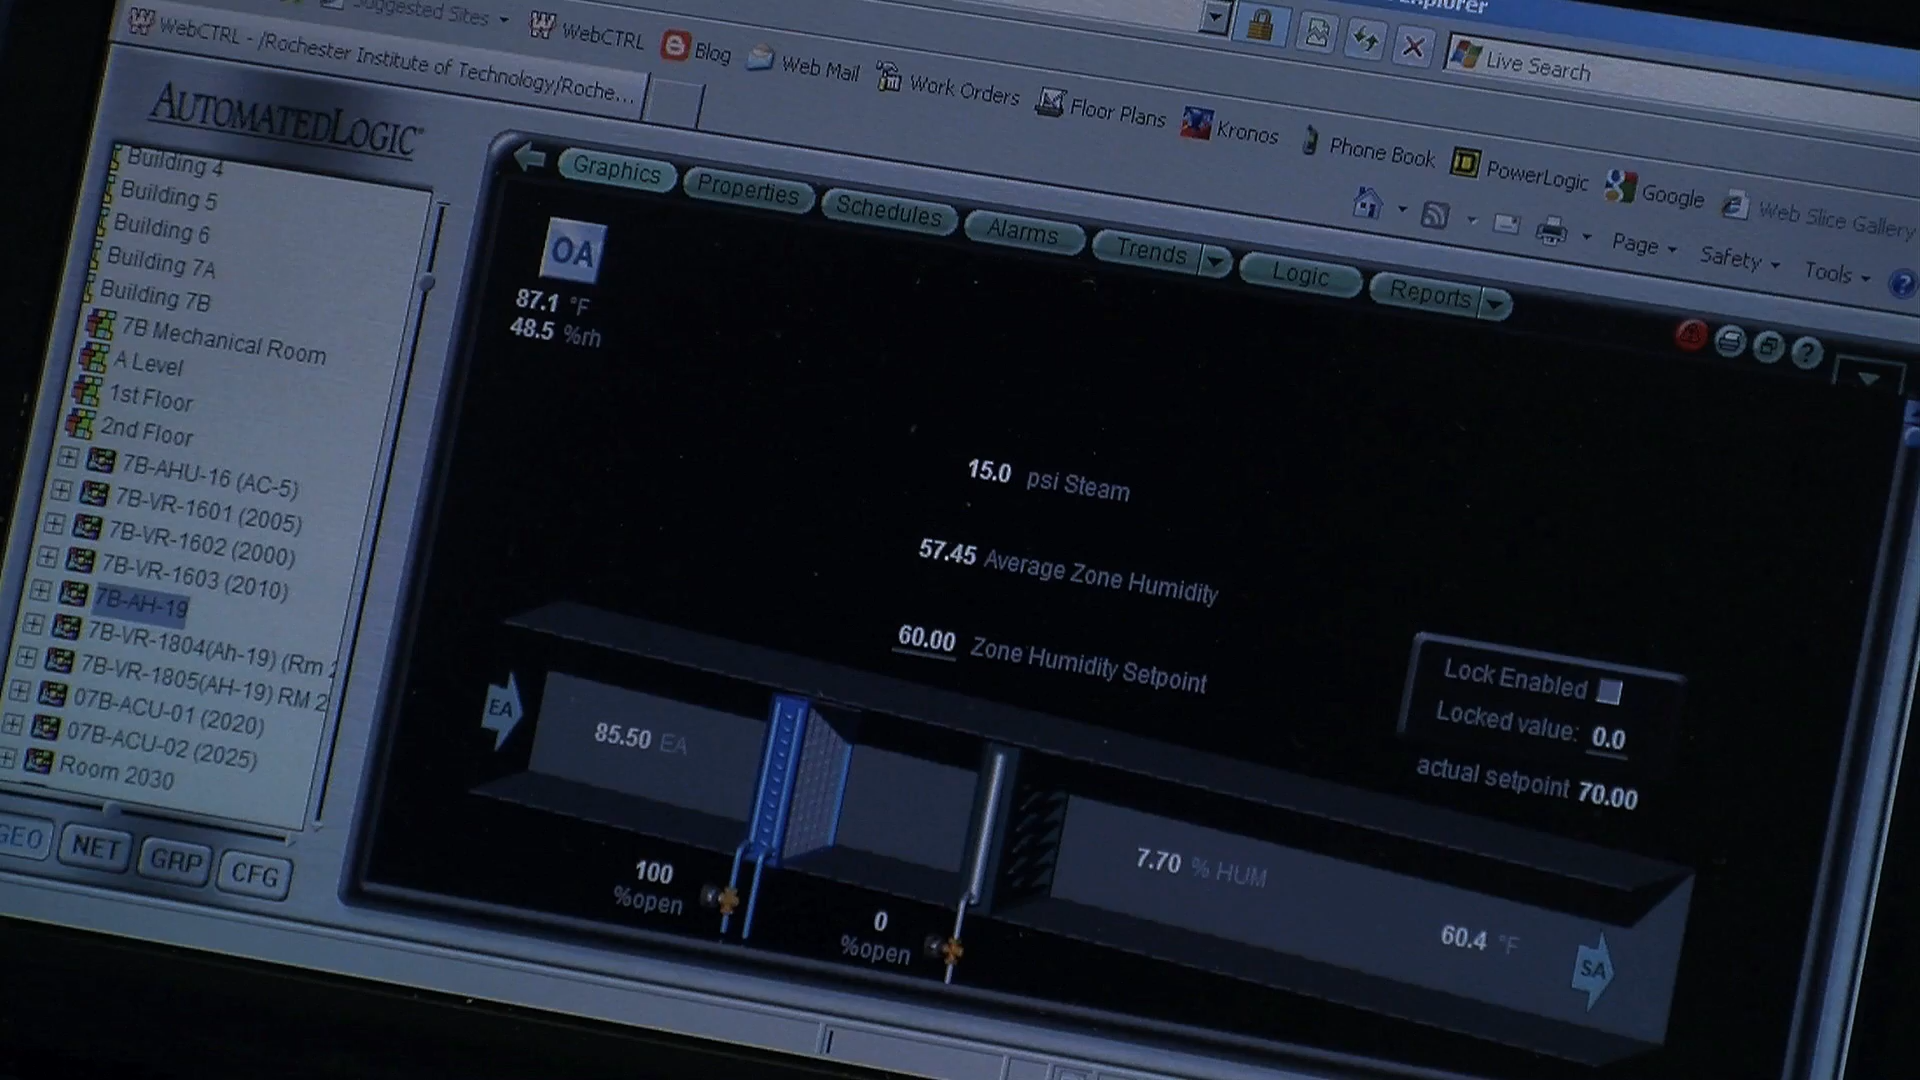 Explorer
Live Search
Suggested Sites
WebCTRL
Blog
Web Mail
Work Orders
Floor Plans
Kronos
Phone Book
PowerLogic
Google
Web Slice Gallery
WebCTRL - /Rochester Institute of Technology/Roche...
Page
Safety
Tools
AUTOMATEDLOGIC
Graphics
Properties
Schedules
Alarms
Trends
Logic
Reports
Building 4
Building 5
Building 6
Building 7A
Building 7B
7B Mechanical Room
A Level
1st Floor
2nd Floor
7B-AHU-16 (AC-5)
7B-VR-1601 (2005)
7B-VR-1602 (2000)
7B-VR-1603 (2010)
7B-AH-19
7B-VR-1804(Ah-19) (Rm 2
7B-VR-1805(AH-19) RM 2
07B-ACU-01 (2020)
07B-ACU-02 (2025)
Room 2030
GEO
NET
GRP
CFG
OA
87.1 °F
48.5 %rh
15.0 psi Steam
57.45 Average Zone Humidity
60.00 Zone Humidity Setpoint
Lock Enabled
Locked value: 0.0
actual setpoint 70.00
EA
85.50 EA
100
%open
0
%open
7.70 % HUM
60.4 °F
SA